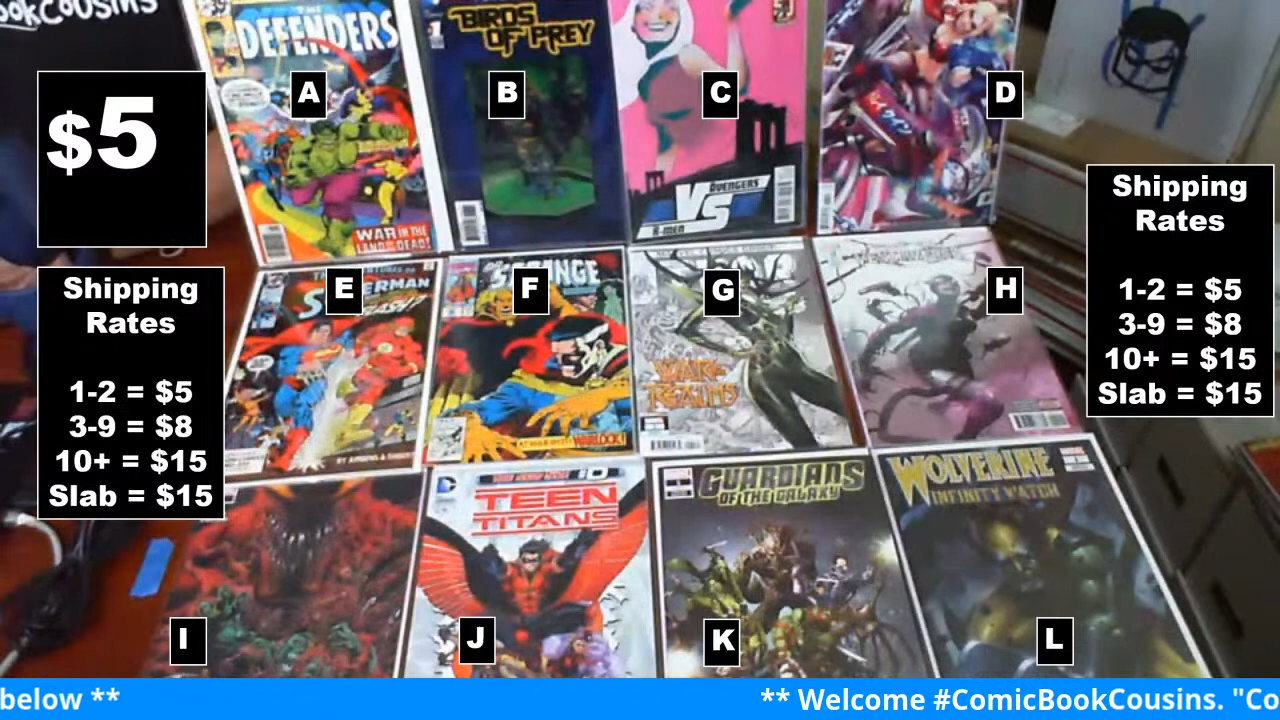 ookCousins
$5
Shipping
Rates
1-2 = $5
3-9 = $8
10+ = $15
Slab = $15
THE
DEFENDERS
A
WAR IN THE
LAND OF THE DEAD!
BIRDS
OF PREY
B
C
AVENGERS
VS
X-MEN
D
Shipping
Rates
1-2 = $5
3-9 = $8
10+ = $15
Slab = $15
E
F
STRANGE
WARLOCK!
G
WAR OF THE
REALMS
H
I
TEEN
TITANS
0
J
GUARDIANS
OF THE GALAXY
K
WOLVERINE
INFINITY WATCH
L
below **
** Welcome #ComicBookCousins. "Co